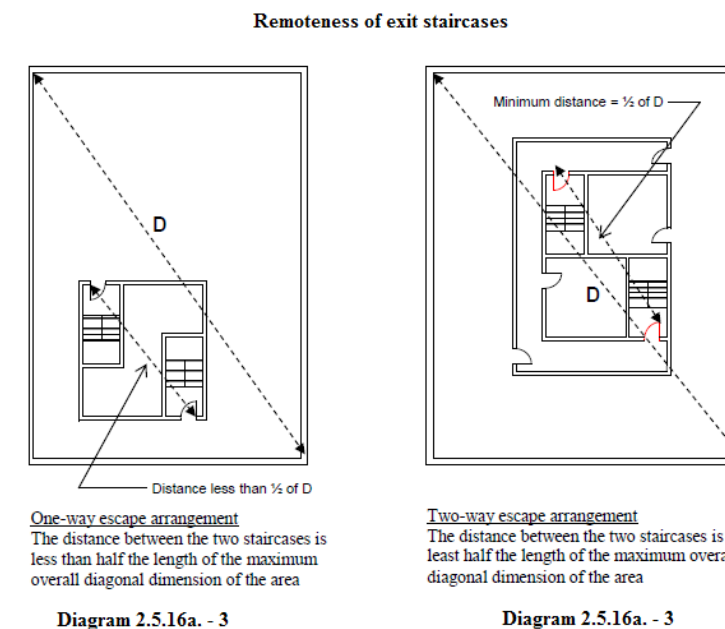 Remoteness of exit staircases
D
Distance less than ½ of D
One-way escape arrangement
The distance between the two staircases is
less than half the length of the maximum
overall diagonal dimension of the area
Diagram 2.5.16a. - 3
Minimum distance = ½ of D
D
Two-way escape arrangement
The distance between the two staircases is
least half the length of the maximum
diagonal dimension of the area
Diagram 2.5.16a. - 3